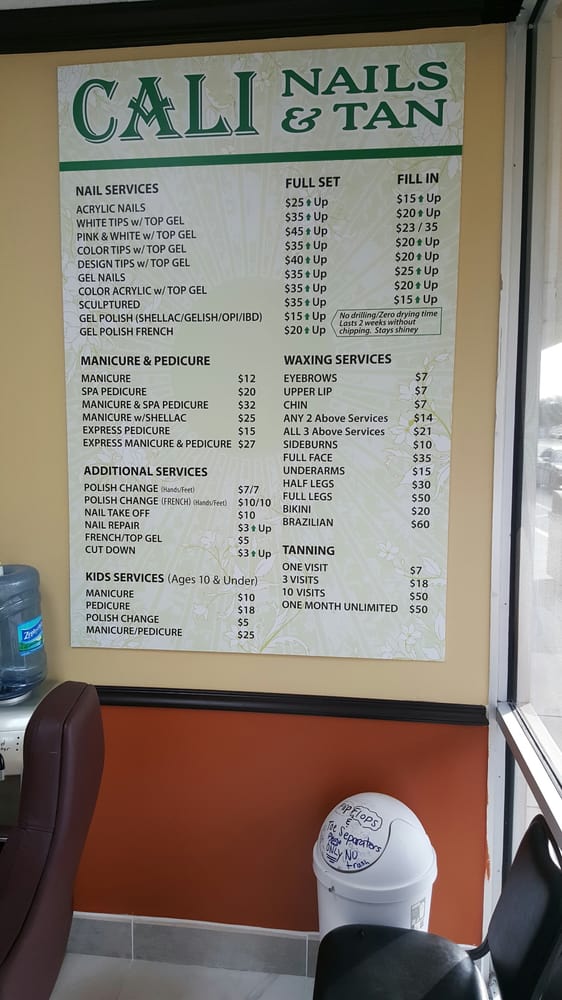 CALI NAILS & TAN
NAIL SERVICES FULL SET FILL IN
ACRYLIC NAILS $25 Up $15 Up
WHITE TIPS w/ TOP GEL $35 Up $20 Up
PINK & WHITE w/ TOP GEL $45 Up $23 / 35
COLOR TIPS w/ TOP GEL $35 Up $20 Up
DESIGN TIPS w/ TOP GEL $40 Up $20 Up
GEL NAILS $35 Up $25 Up
COLOR ACRYLIC w/ TOP GEL $35 Up $20 Up
SCULPTURED $35 Up $15 Up
GEL POLISH (SHELLAC/GELISH/OPI/IBD) $15 Up
GEL POLISH FRENCH $20 Up
No drilling/Zero drying time
Lasts 2 weeks without
chipping. Stays shiney
MANICURE & PEDICURE
MANICURE $12
SPA PEDICURE $20
MANICURE & SPA PEDICURE $32
MANICURE w/SHELLAC $25
EXPRESS PEDICURE $15
EXPRESS MANICURE & PEDICURE $27
ADDITIONAL SERVICES
POLISH CHANGE (Hands/Feet) $7/7
POLISH CHANGE (FRENCH) (Hands/Feet) $10/10
NAIL TAKE OFF $10
NAIL REPAIR $3 Up
FRENCH/TOP GEL $5
CUT DOWN $3 Up
KIDS SERVICES (Ages 10 & Under)
MANICURE $10
PEDICURE $18
POLISH CHANGE $5
MANICURE/PEDICURE $25
WAXING SERVICES
EYEBROWS $7
UPPER LIP $7
CHIN $7
ANY 2 Above Services $14
ALL 3 Above Services $21
SIDEBURNS $10
FULL FACE $35
UNDERARMS $15
HALF LEGS $30
FULL LEGS $50
BIKINI $20
BRAZILIAN $60
TANNING
ONE VISIT $7
3 VISITS $18
10 VISITS $50
ONE MONTH UNLIMITED $50
Flip Flops
&
Toe Separators
Please
ONLY NO
trash